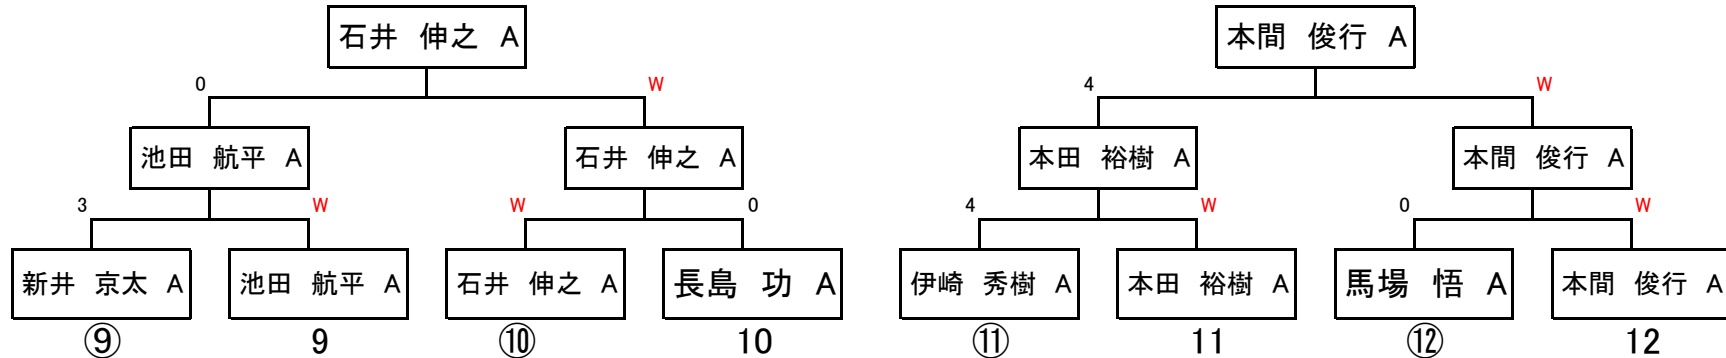 石井 伸之 A 本間 俊行 A
0 W 4 W
池田 航平 A 石井 伸之 A 本田 裕樹 A 本間 俊行 A
3 W W 0 4 W 0 W
新井 京太 A 池田 航平 A 石井 伸之 A 長島 功 A 伊崎 秀樹 A 本田 裕樹 A 馬場 悟 A 本間 俊行 A
⑨ 9 ⑩ 10 ⑪ 11 ⑫ 12